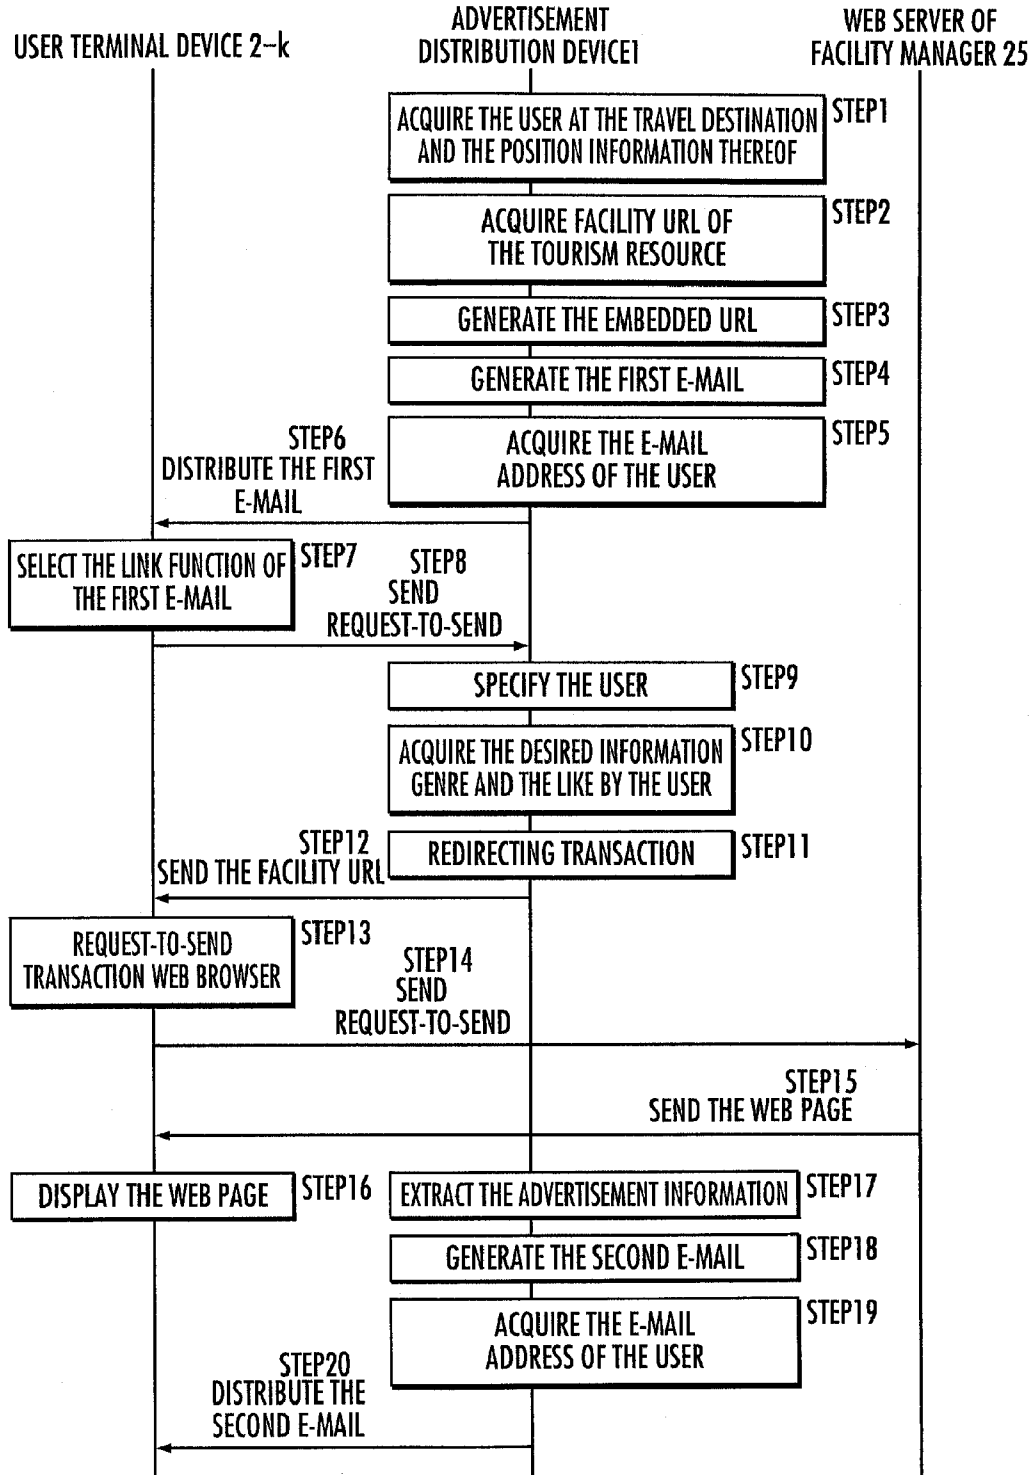 USER TERMINAL DEVICE 2-k
ADVERTISEMENT
DISTRIBUTION DEVICE1
WEB SERVER OF
FACILITY MANAGER 25
ACQUIRE THE USER AT THE TRAVEL DESTINATION
AND THE POSITION INFORMATION THEREOF
STEP1
ACQUIRE FACILITY URL OF
THE TOURISM RESOURCE
STEP2
GENERATE THE EMBEDDED URL
STEP3
GENERATE THE FIRST E-MAIL
STEP4
ACQUIRE THE E-MAIL
ADDRESS OF THE USER
STEP5
STEP6
DISTRIBUTE THE FIRST
E-MAIL
SELECT THE LINK FUNCTION OF
THE FIRST E-MAIL
STEP7
STEP8
SEND
REQUEST-TO-SEND
SPECIFY THE USER
STEP9
ACQUIRE THE DESIRED INFORMATION
GENRE AND THE LIKE BY THE USER
STEP10
REDIRECTING TRANSACTION
STEP11
STEP12
SEND THE FACILITY URL
REQUEST-TO-SEND
TRANSACTION WEB BROWSER
STEP13
STEP14
SEND
REQUEST-TO-SEND
STEP15
SEND THE WEB PAGE
DISPLAY THE WEB PAGE
STEP16
EXTRACT THE ADVERTISEMENT INFORMATION
STEP17
GENERATE THE SECOND E-MAIL
STEP18
ACQUIRE THE E-MAIL
ADDRESS OF THE USER
STEP19
STEP20
DISTRIBUTE THE
SECOND E-MAIL